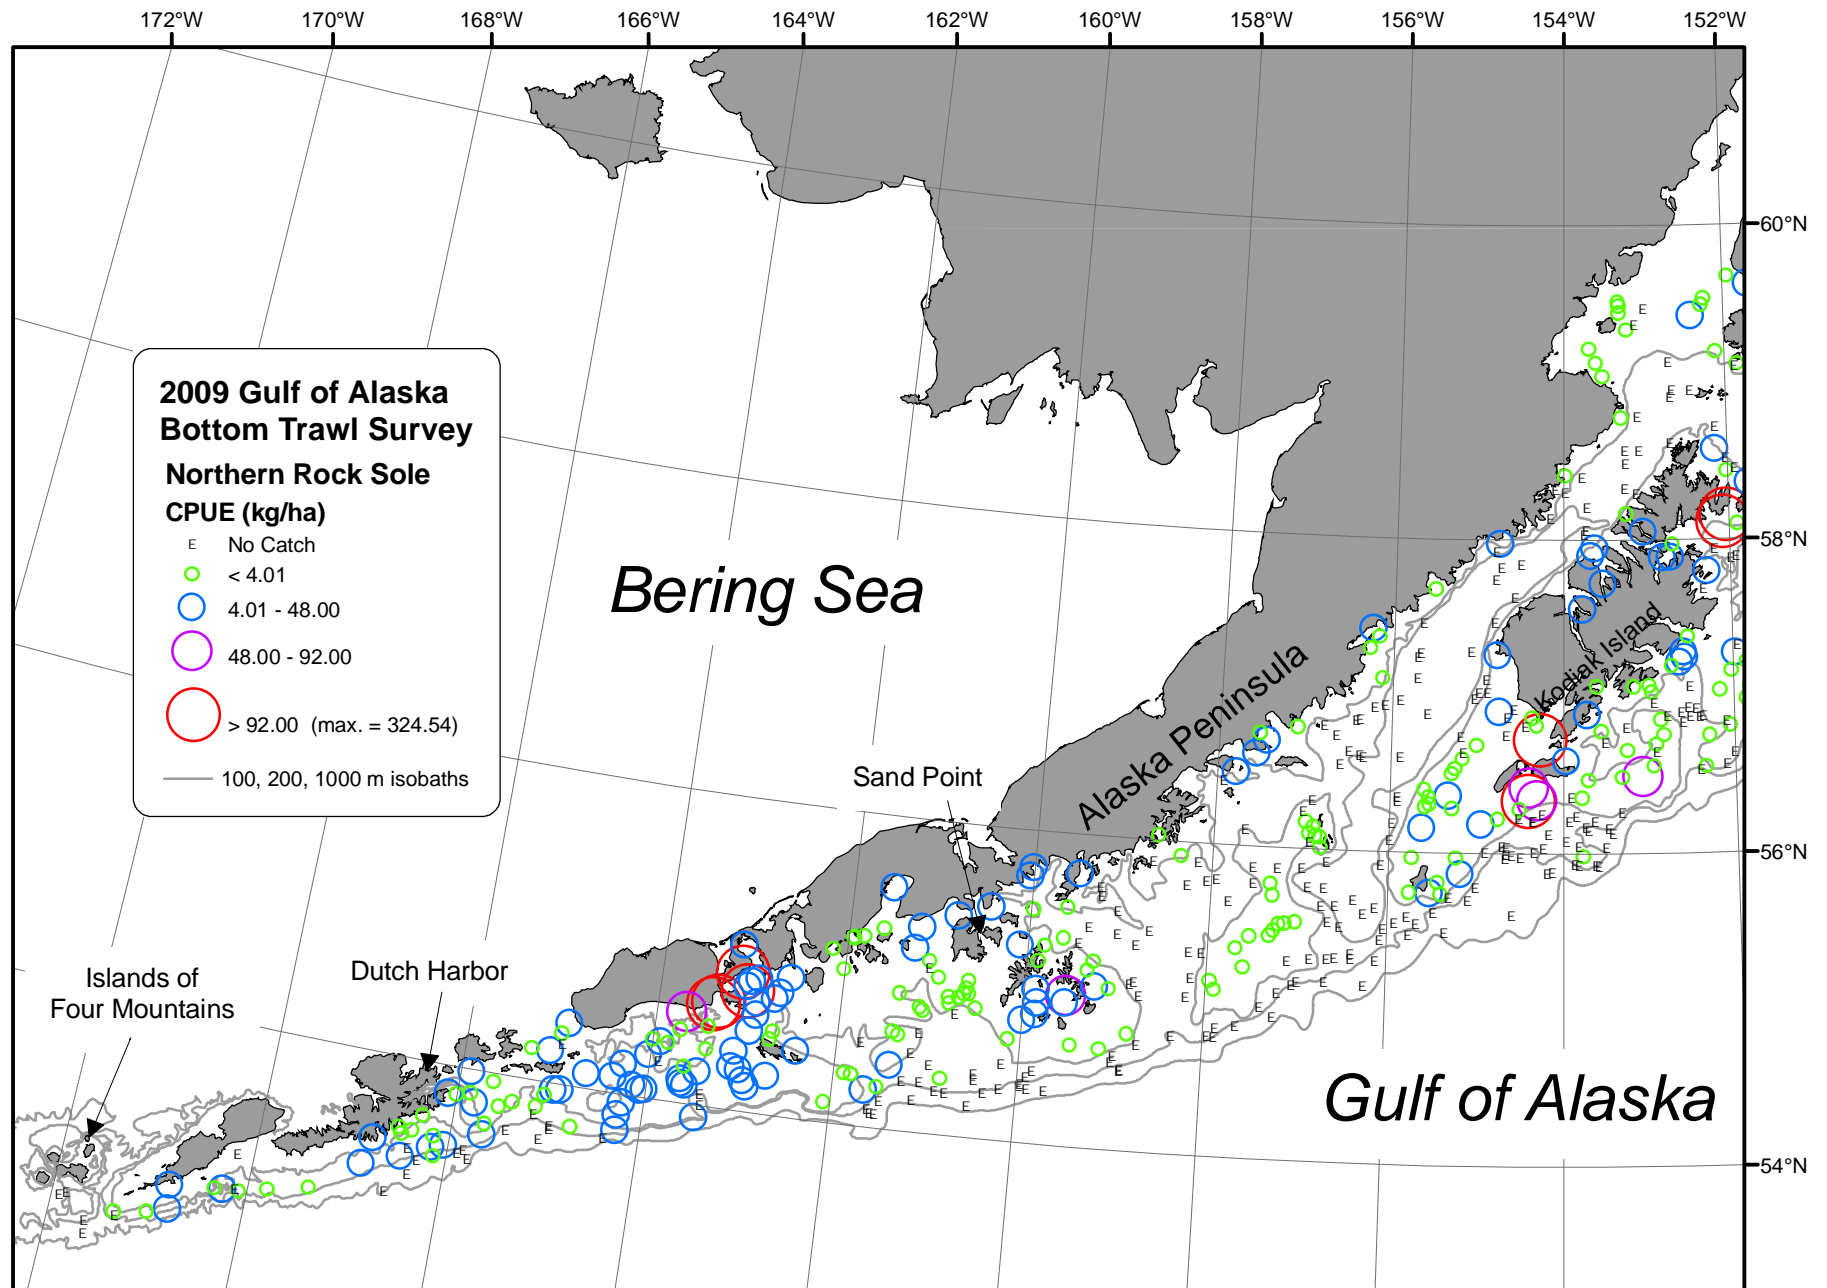 172°W 170°W 168°W 166°W 164°W 162°W 160°W 158°W 156°W 154°W 152°W
60°N
2009 Gulf of Alaska
Bottom Trawl Survey
Northern Rock Sole
CPUE (kg/ha)
E No Catch
< 4.01
4.01 - 48.00
48.00 - 92.00
> 92.00 (max. = 324.54)
100, 200, 1000 m isobaths
58°N
Bering Sea
Kodiak Island
Alaska Peninsula
Sand Point
56°N
Dutch Harbor
Islands of
Four Mountains
Gulf of Alaska
54°N